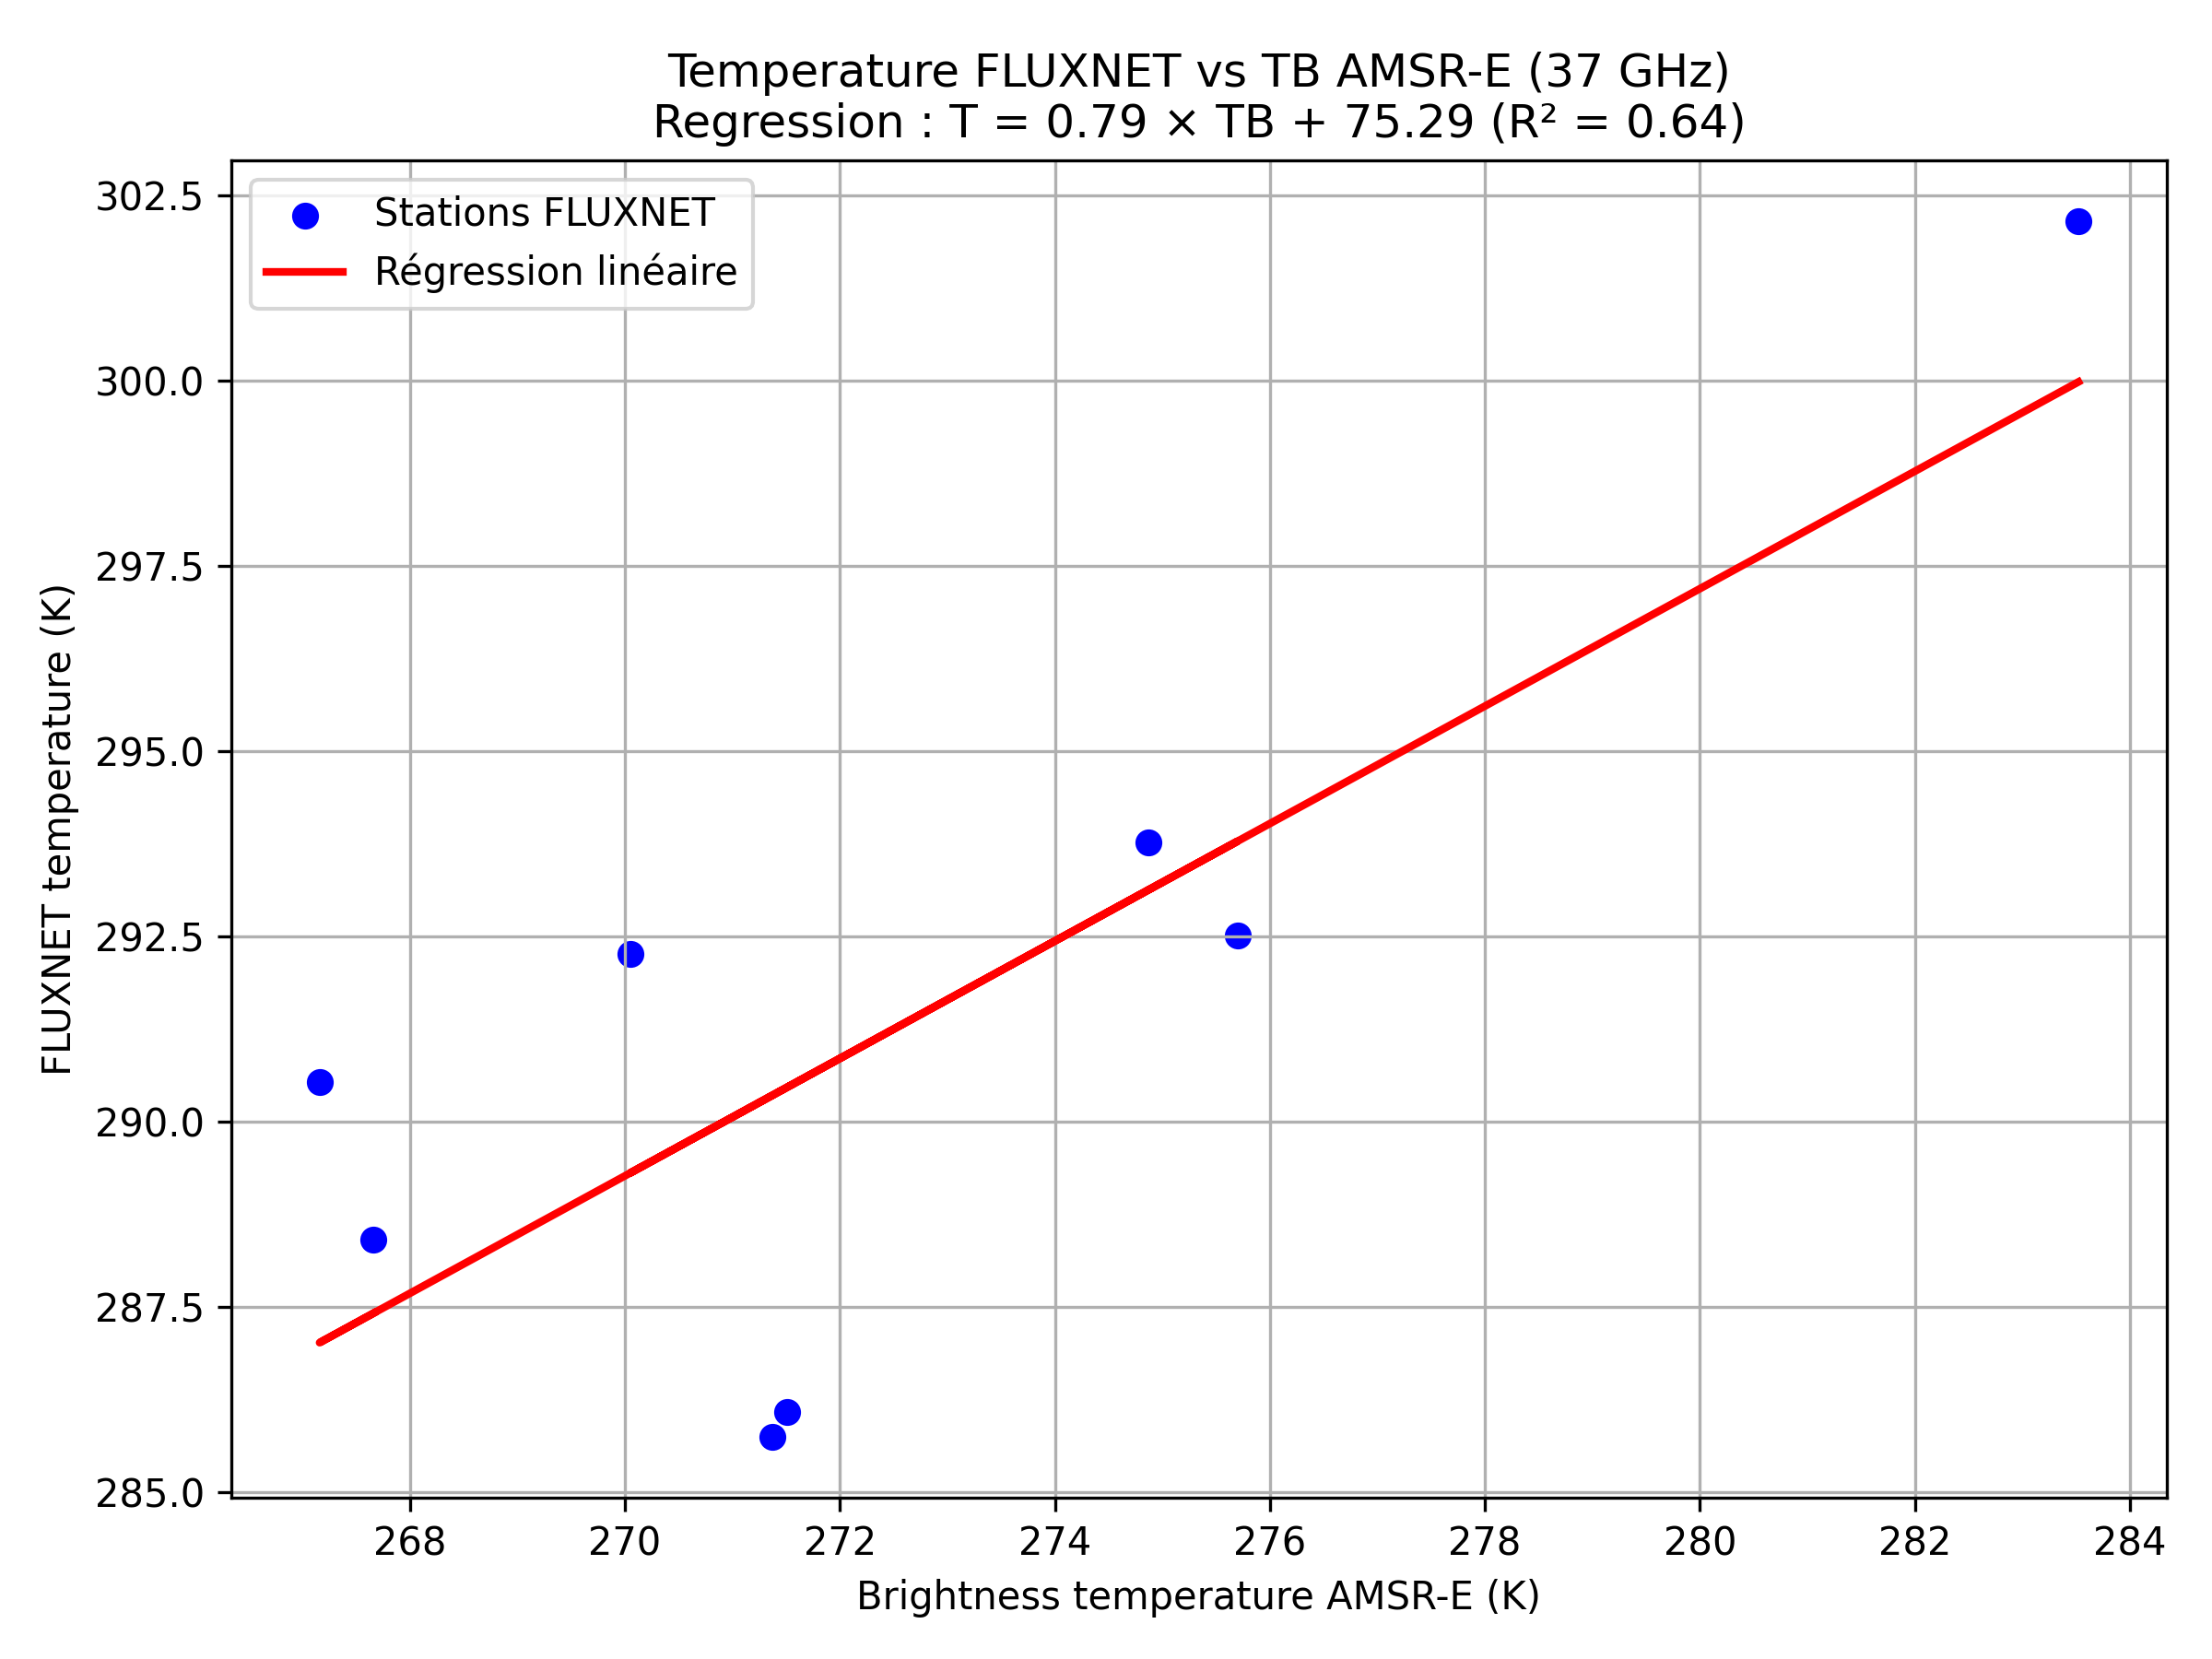 Temperature FLUXNET vs TB AMSR-E (37 GHz)
Regression : T = 0.79 × TB + 75.29 (R² = 0.64)
Stations FLUXNET
Régression linéaire
302.5
300.0
297.5
295.0
292.5
290.0
287.5
285.0
FLUXNET temperature (K)
268 270 272 274 276 278 280 282 284
Brightness temperature AMSR-E (K)